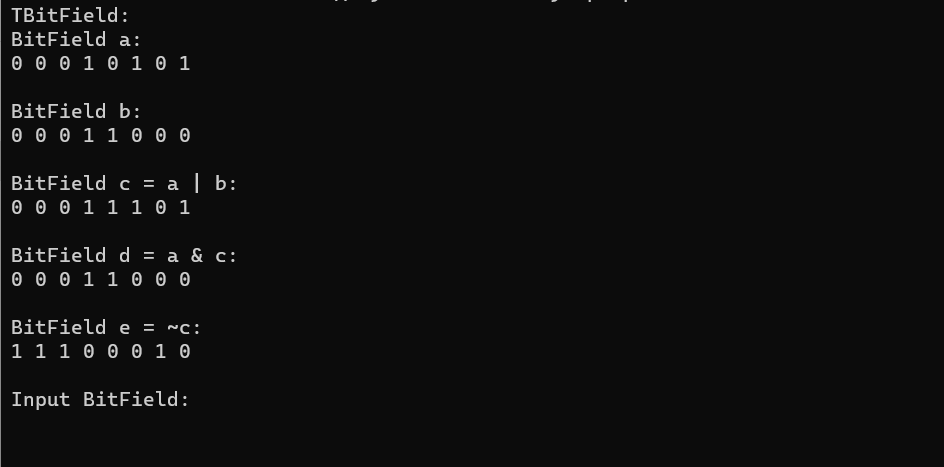 TBitField:
BitField a:
0 0 0 1 0 1 0 1
BitField b:
0 0 0 1 1 0 0 0
BitField c = a | b:
0 0 0 1 1 1 0 1
BitField d = a & c:
0 0 0 1 1 0 0 0
BitField e = ~c:
1 1 1 0 0 0 1 0
Input BitField: